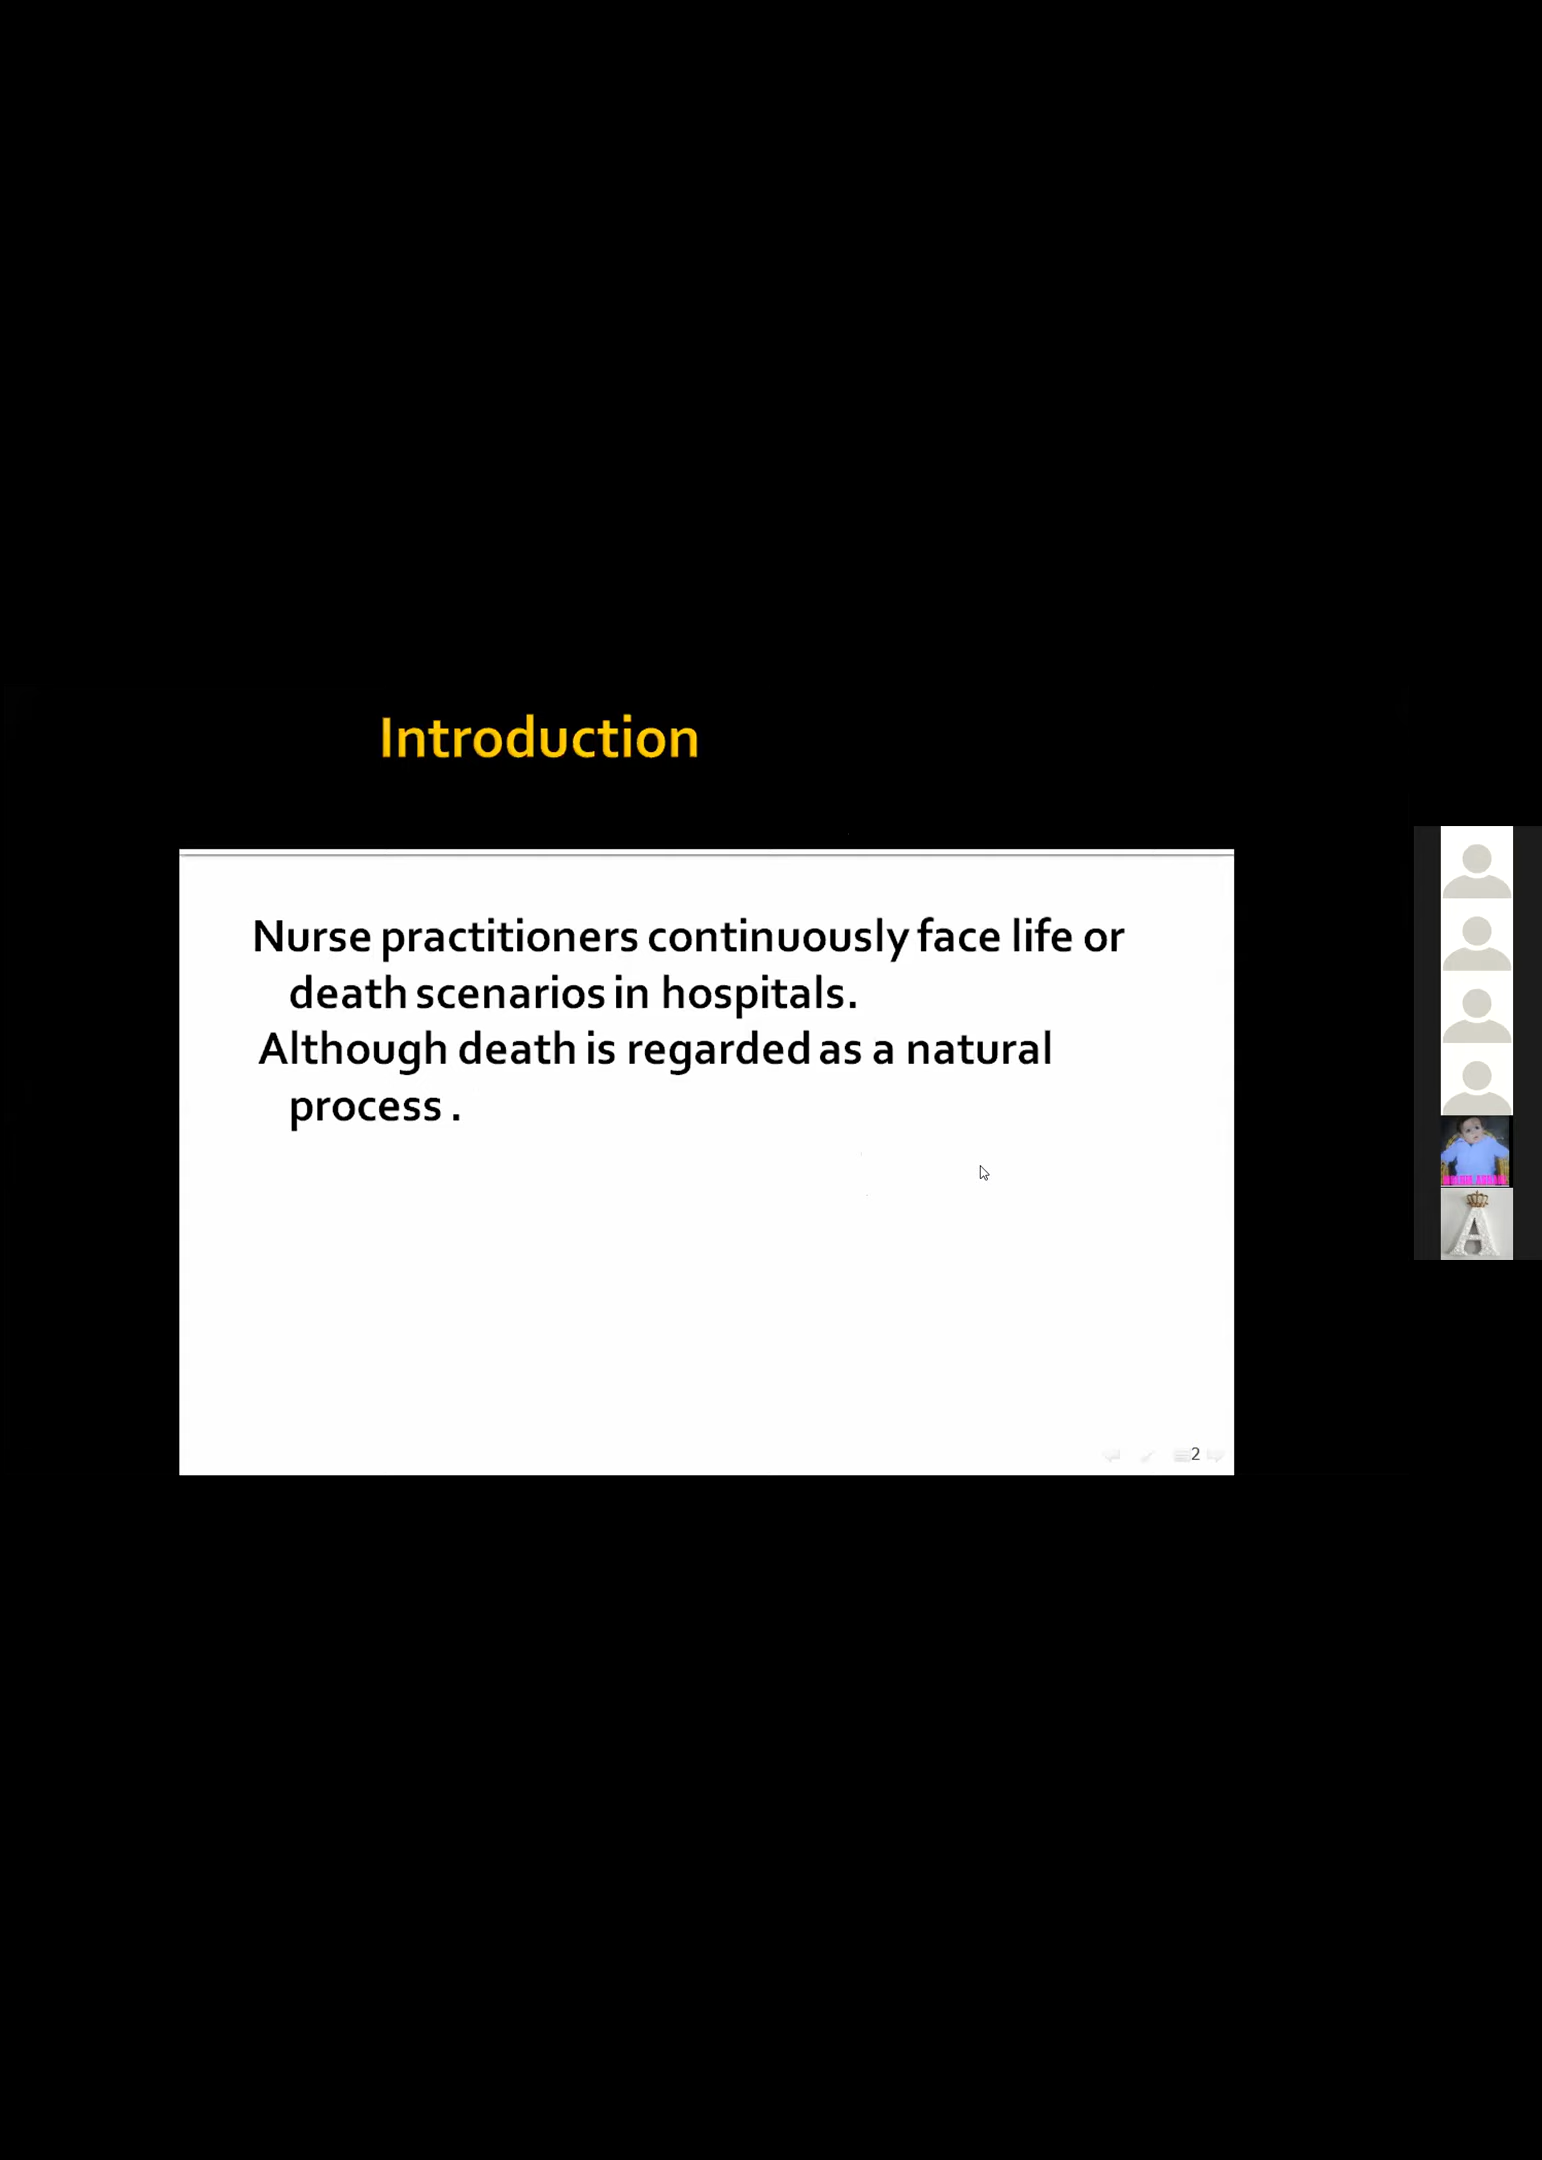 Introduction
Nurse practitioners continuously face life or
death scenarios in hospitals.
Although death is regarded as a natural
process .
2
A